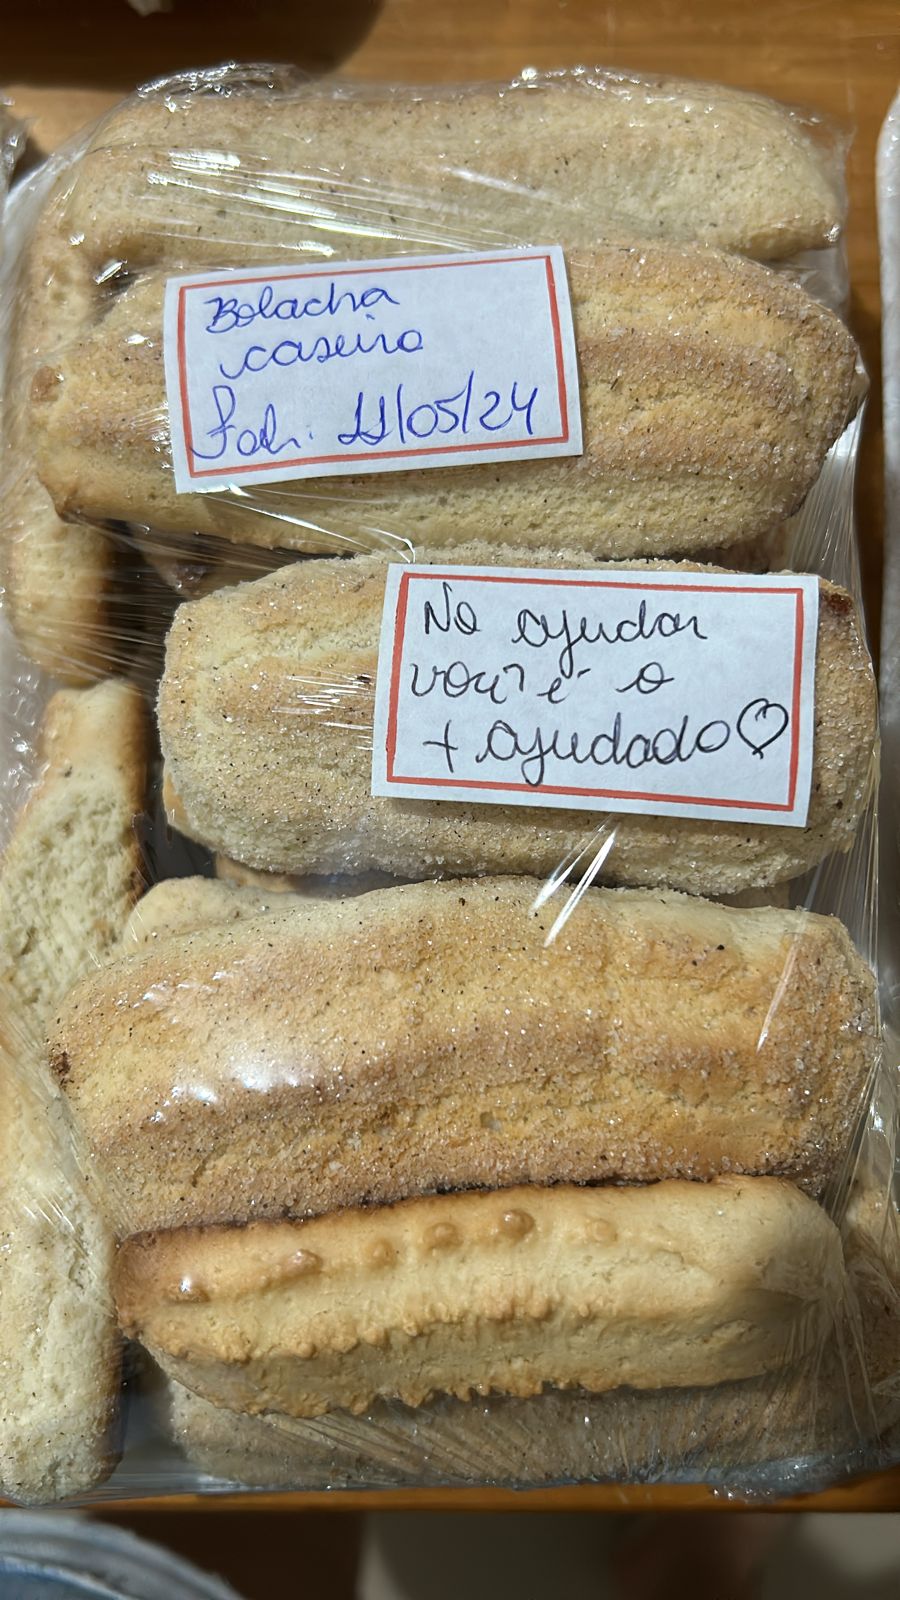 Bolacha
caseira
Fab: 11/05/24
No ajudar
você é o
+ ajudado♡